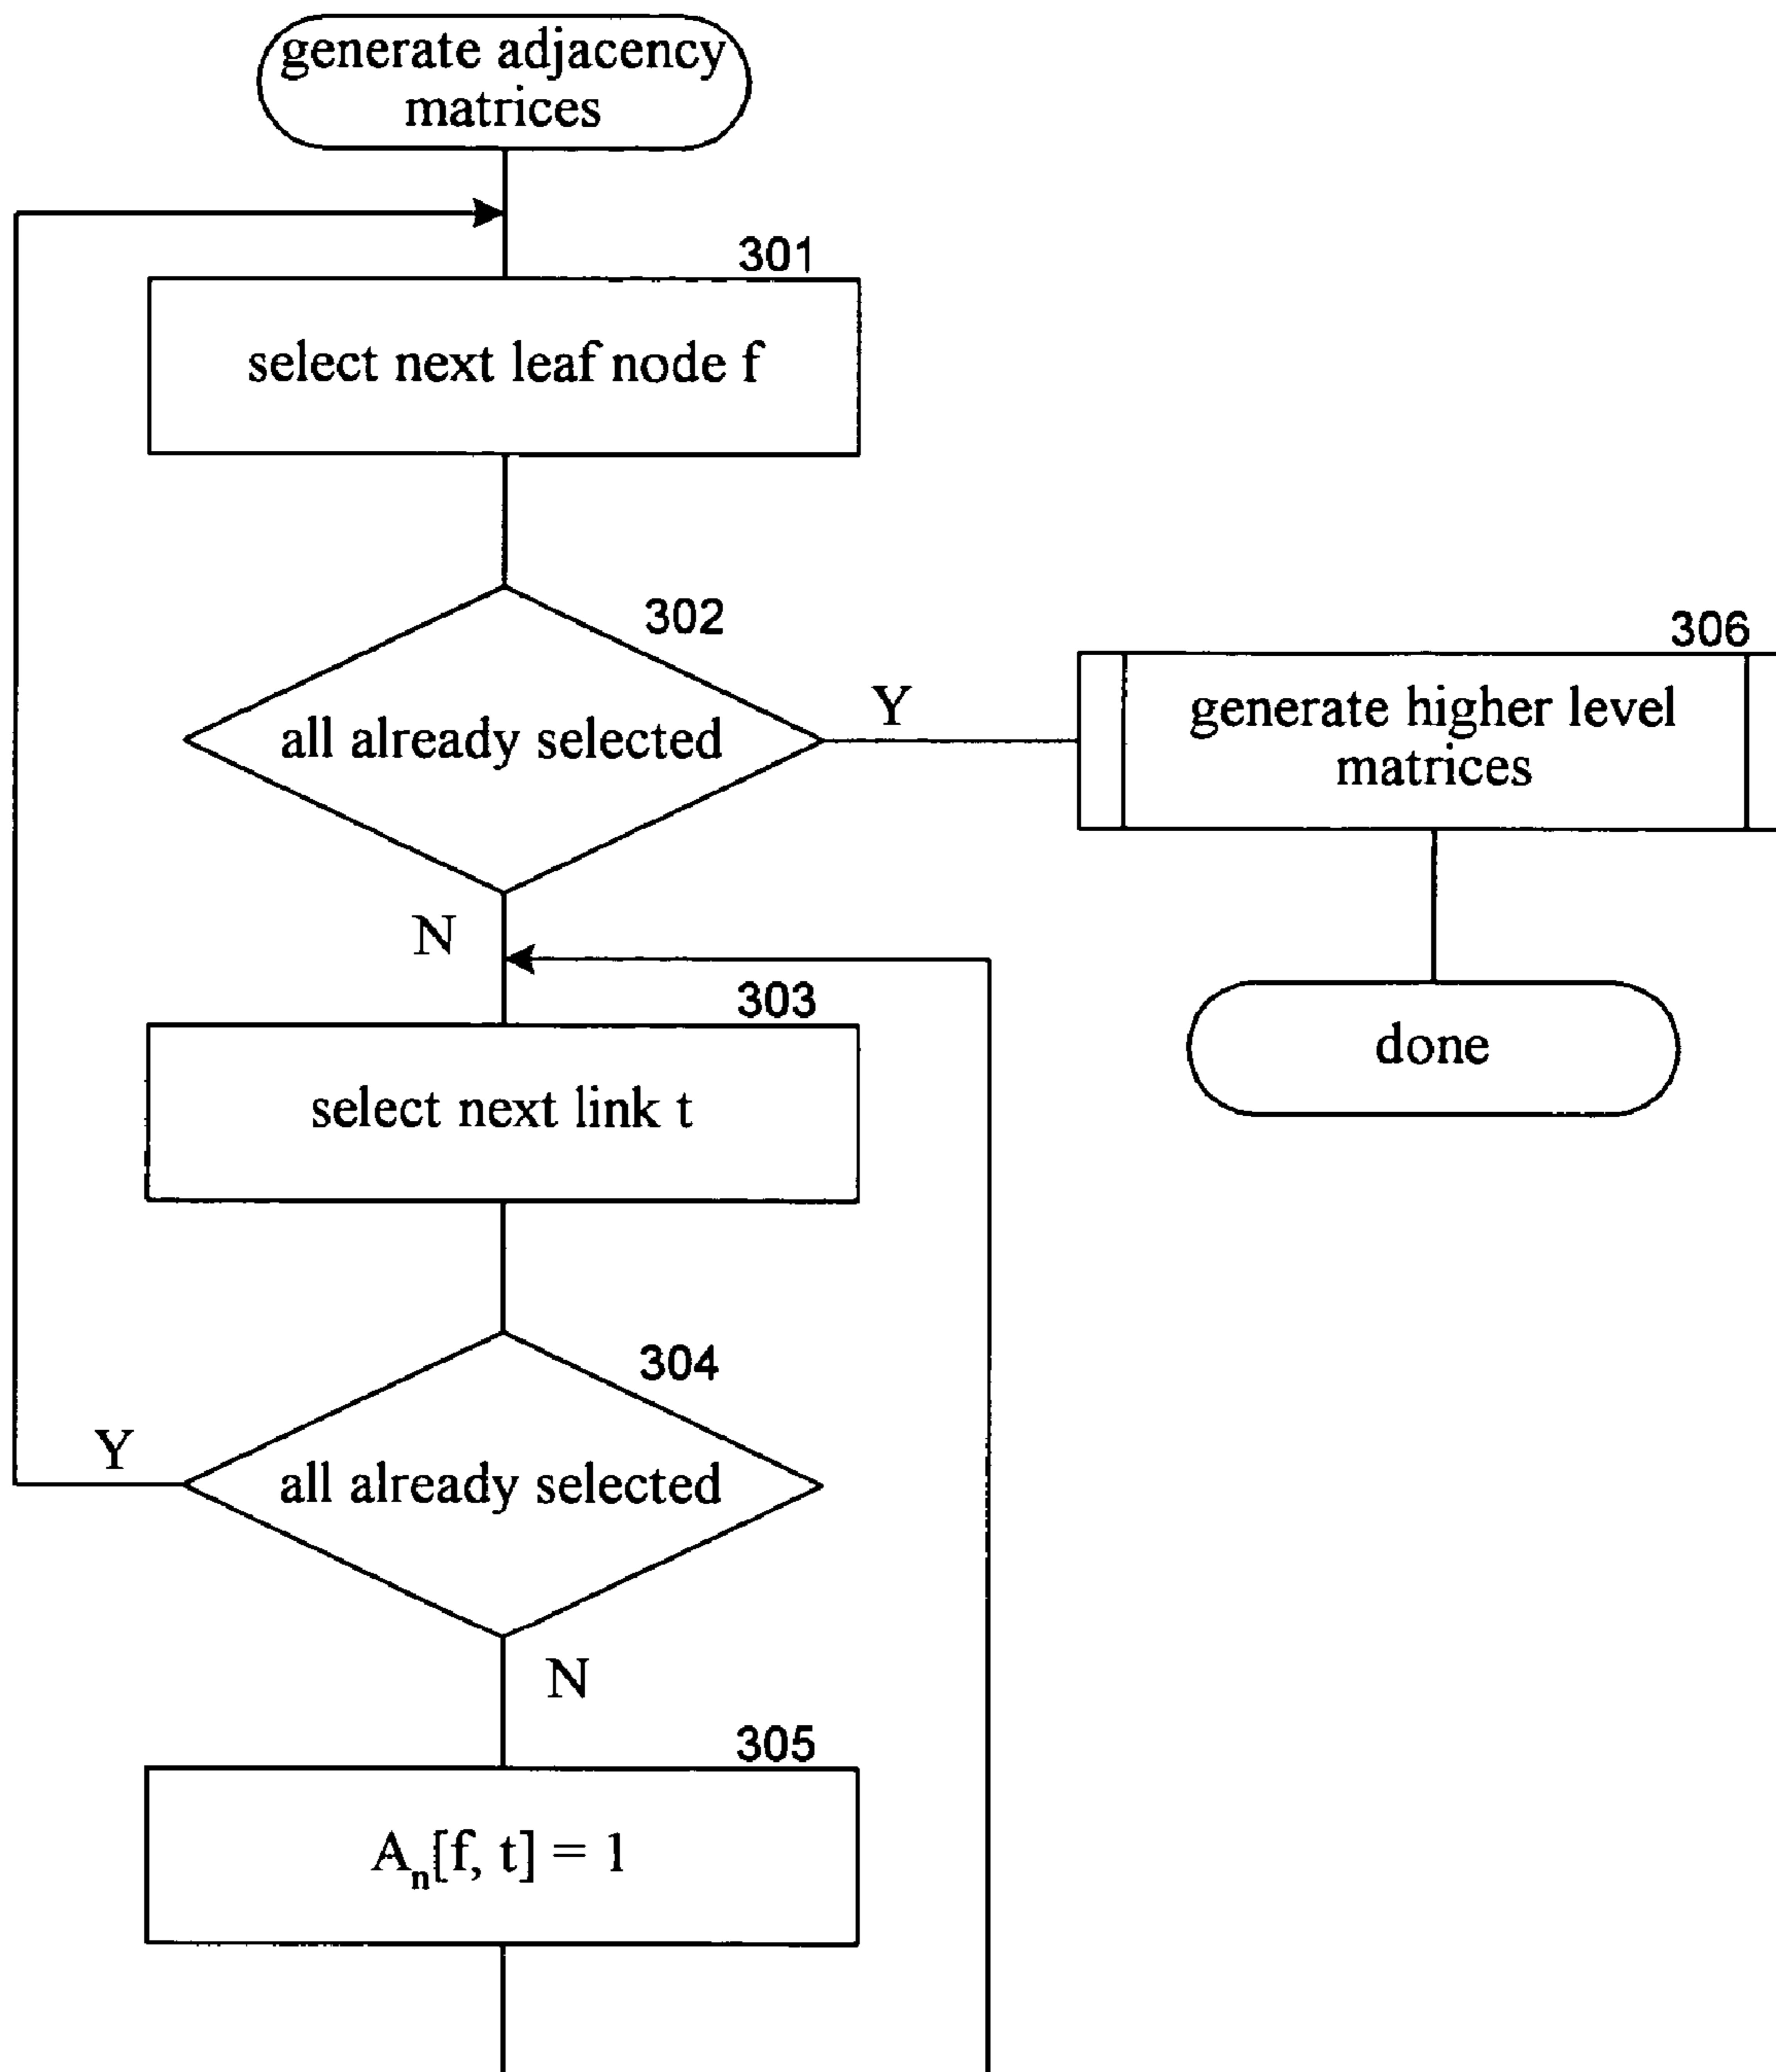 generate adjacency
matrices
301
select next leaf node f
302
all already selected
Y
306
generate higher level
matrices
N
done
303
select next link t
304
all already selected
Y
N
305
Aₙ[f, t] = 1